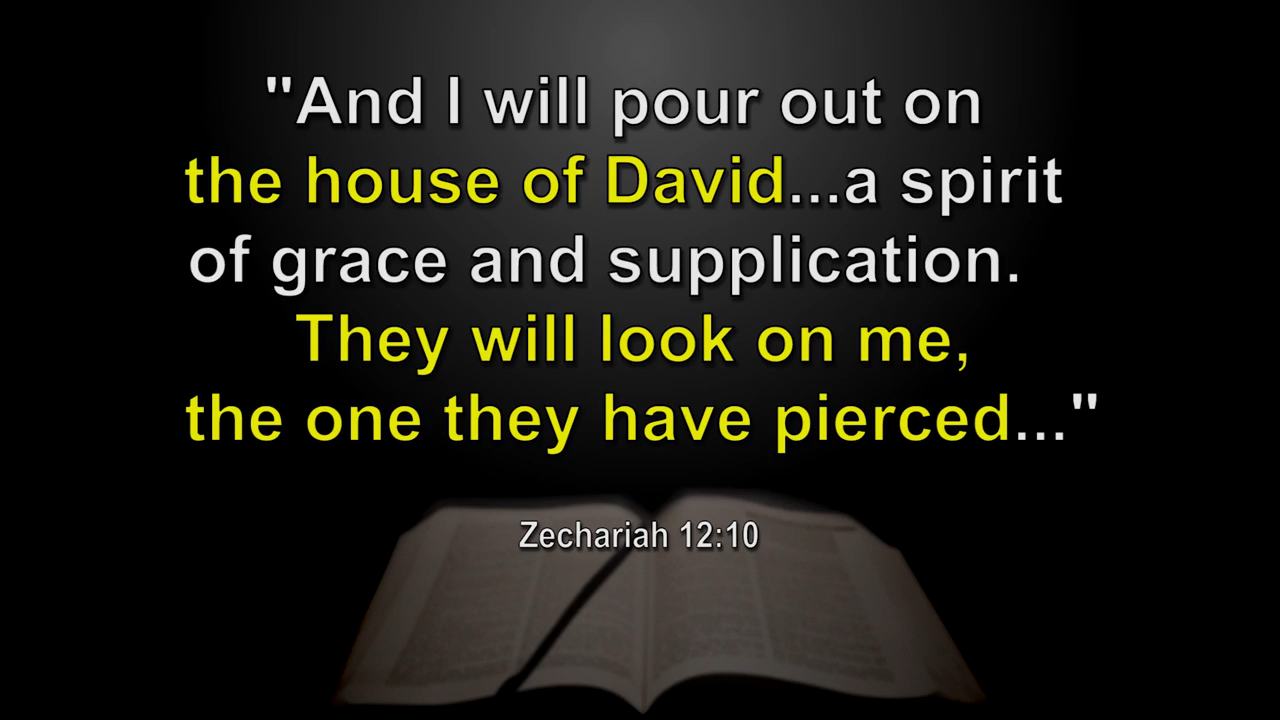 "And I will pour out on
the house of David...a spirit
of grace and supplication.
They will look on me,
the one they have pierced..."
Zechariah 12:10